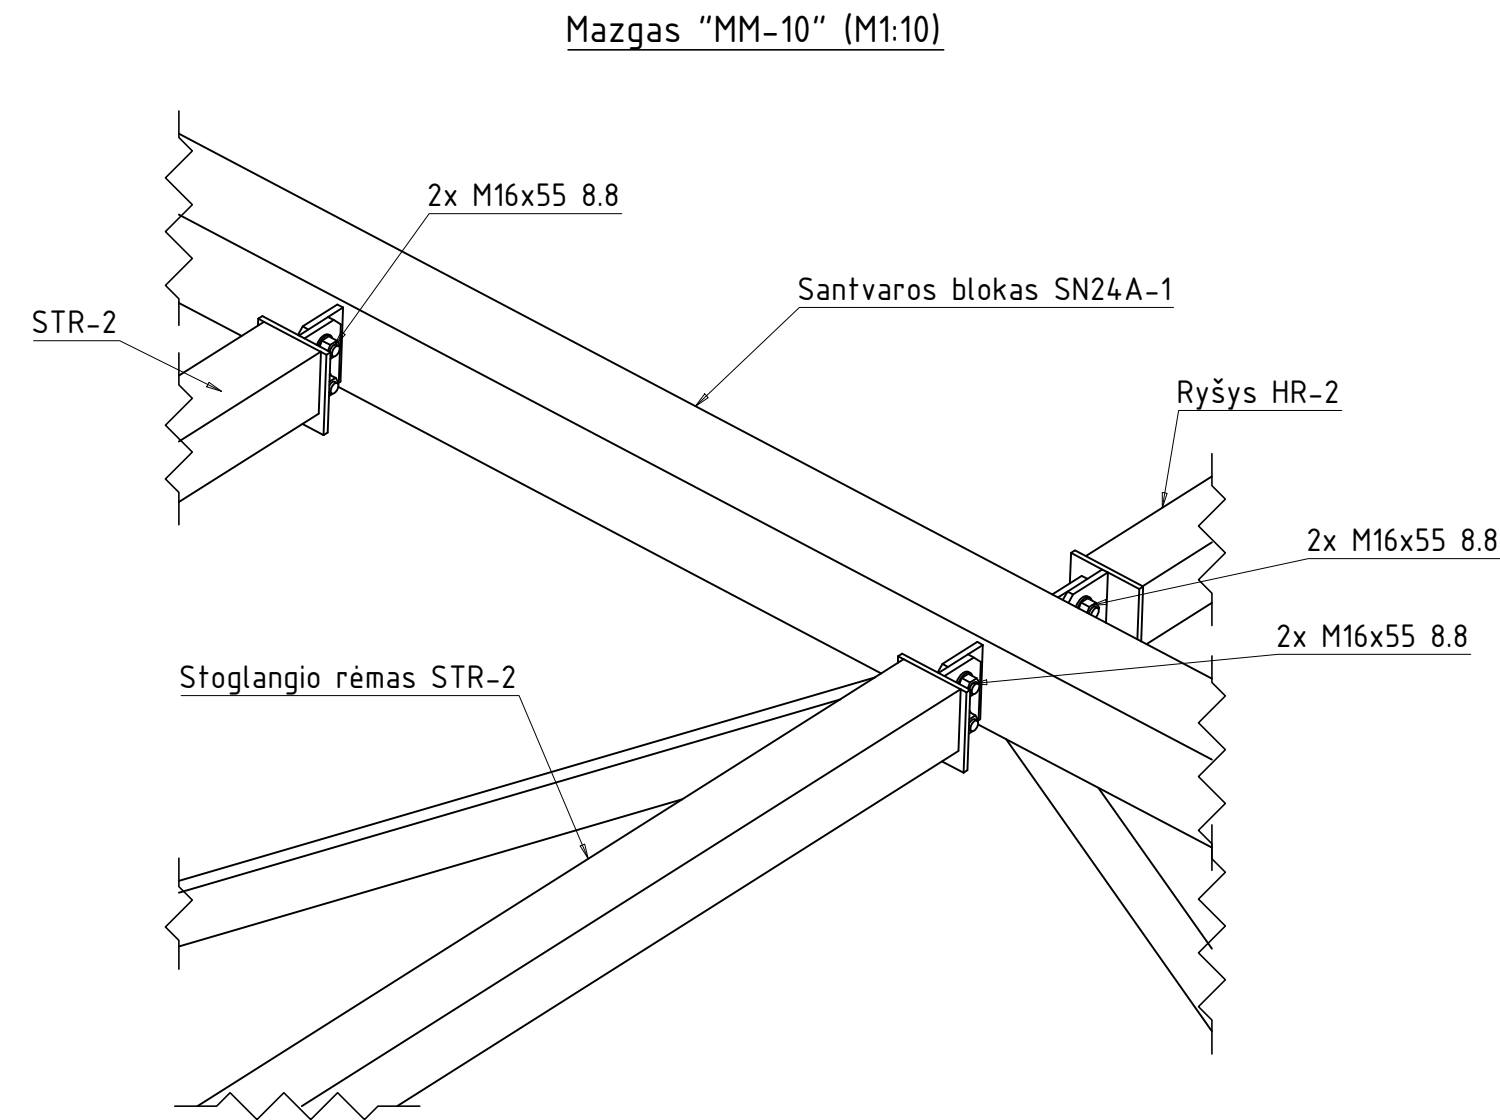 Mazgas "MM-10" (M1:10)
2x M16x55 8.8
Santvaros blokas SN24A-1
STR-2
Ryšys HR-2
2x M16x55 8.8
2x M16x55 8.8
Stoglangio rėmas STR-2